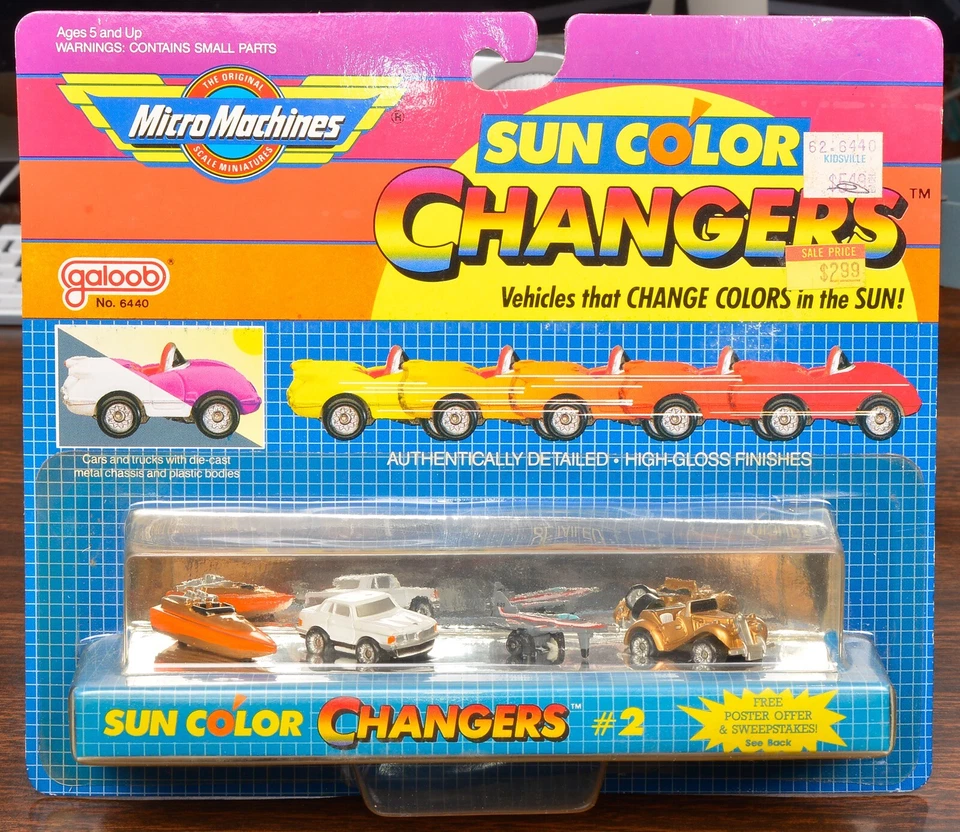 Ages 5 and Up
WARNINGS: CONTAINS SMALL PARTS
THE ORIGINAL
Micro Machines ®
SCALE MINIATURES
SUN COLOR
CHANGERS™
62:6440
KIDSVILLE
SALE PRICE
$2.99
Vehicles that CHANGE COLORS in the SUN!
galoob®
No. 6440
Cars and trucks with die-cast
metal chassis and plastic bodies
AUTHENTICALLY DETAILED • HIGH-GLOSS FINISHES
SUN COLOR CHANGERS™ #2
FREE
POSTER OFFER
& SWEEPSTAKES!
See Back